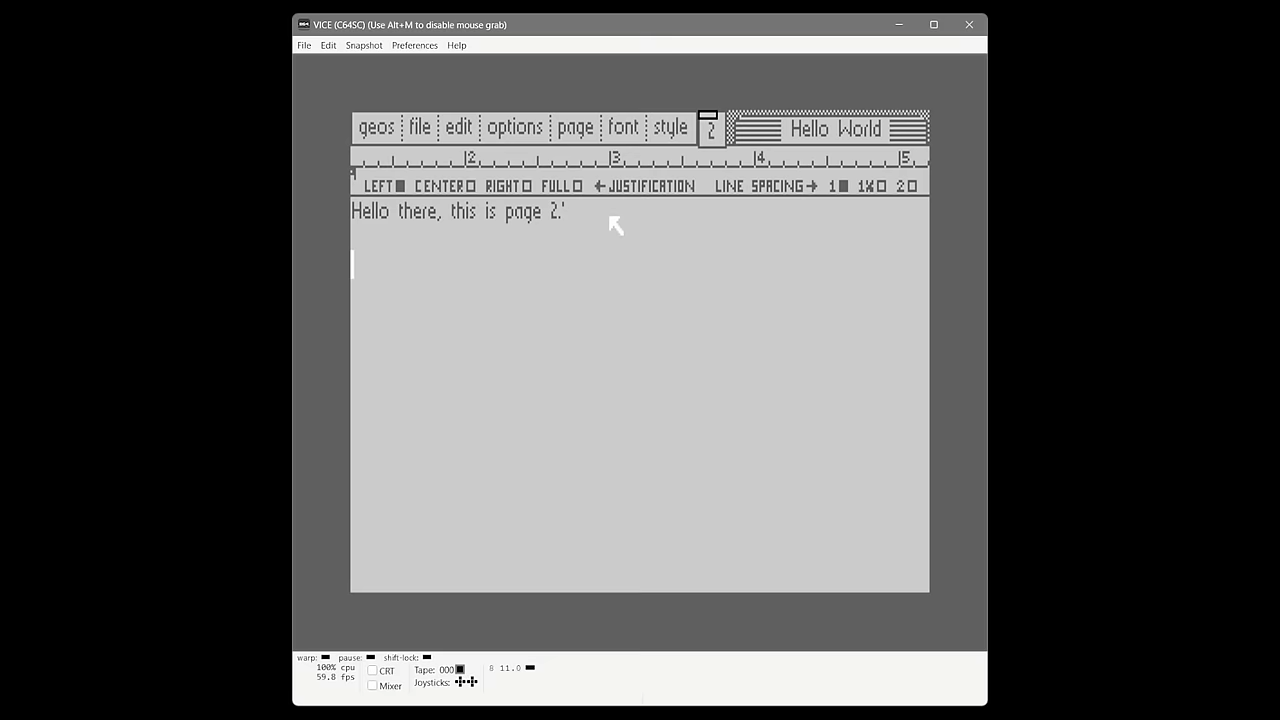 VICE (C64SC) (Use Alt+M to disable mouse grab)
File Edit Snapshot Preferences Help
geos file edit options page font style 2 Hello World
2 3 4 5
LEFT CENTER RIGHT FULL ←JUSTIFICATION LINE SPACING→ 1 1½ 2
Hello there, this is page 2.'
warp: pause: shift-lock:
100% cpu CRT Tape: 000 8 11.0
59.8 fps Mixer Joysticks: